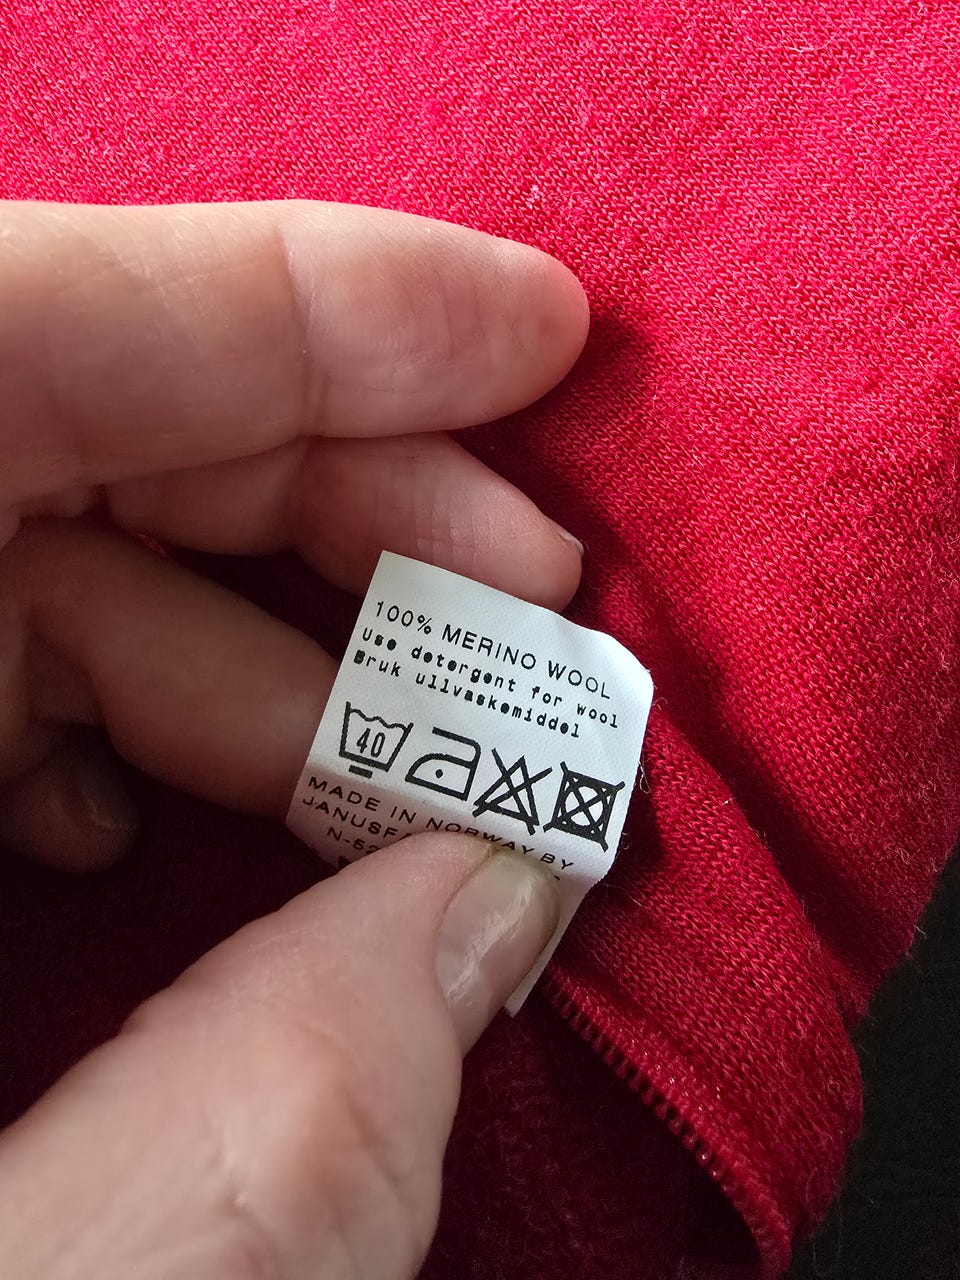 100% MERINO WOOL
Use detergent for wool
Bruk ullvaskemiddel
40
MADE IN NORWAY BY